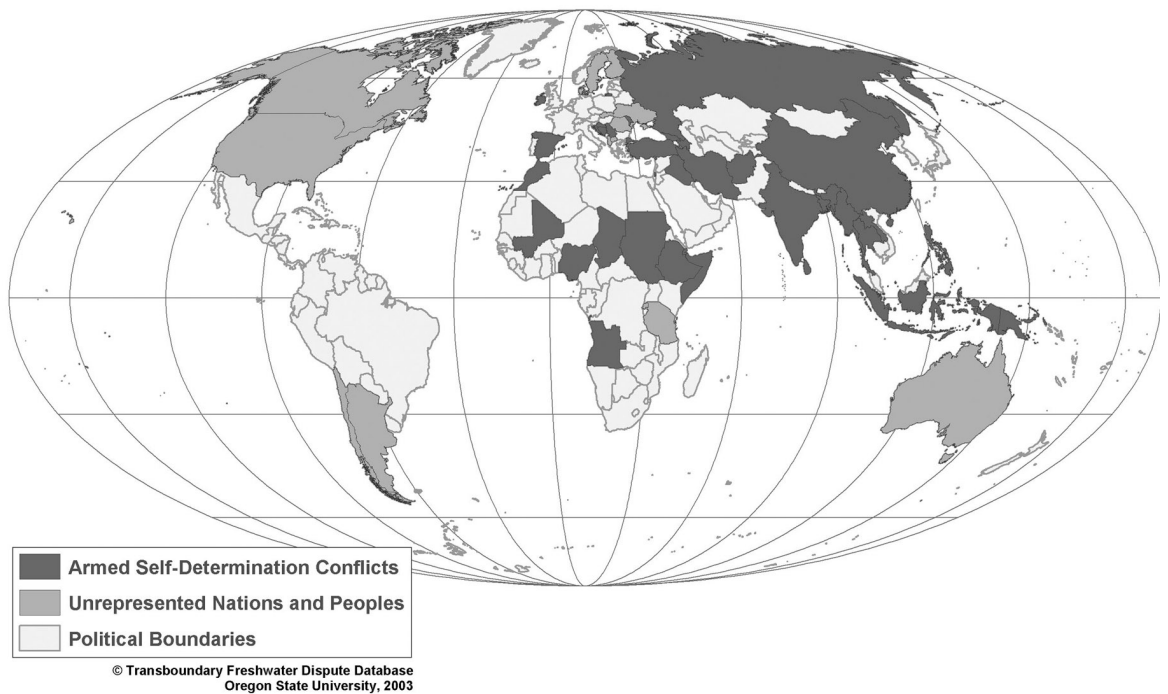 Armed Self-Determination Conflicts
Unrepresented Nations and Peoples
Political Boundaries
© Transboundary Freshwater Dispute Database
Oregon State University, 2003